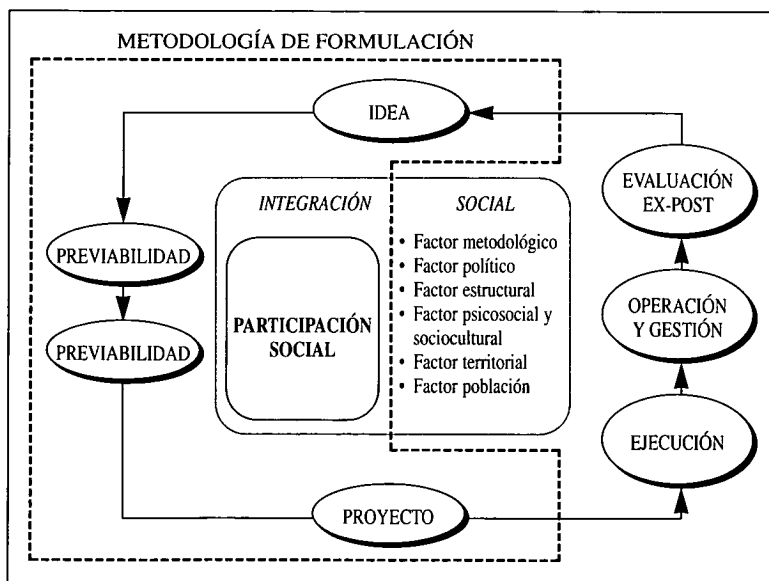 METODOLOGÍA DE FORMULACIÓN
IDEA
EVALUACIÓN
EX-POST
INTEGRACIÓN
SOCIAL
PREVIABILIDAD
PREVIABILIDAD
PARTICIPACIÓN
SOCIAL
• Factor metodológico
• Factor político
• Factor estructural
• Factor psicosocial y
sociocultural
• Factor territorial
• Factor población
OPERACIÓN
Y GESTIÓN
EJECUCIÓN
PROYECTO